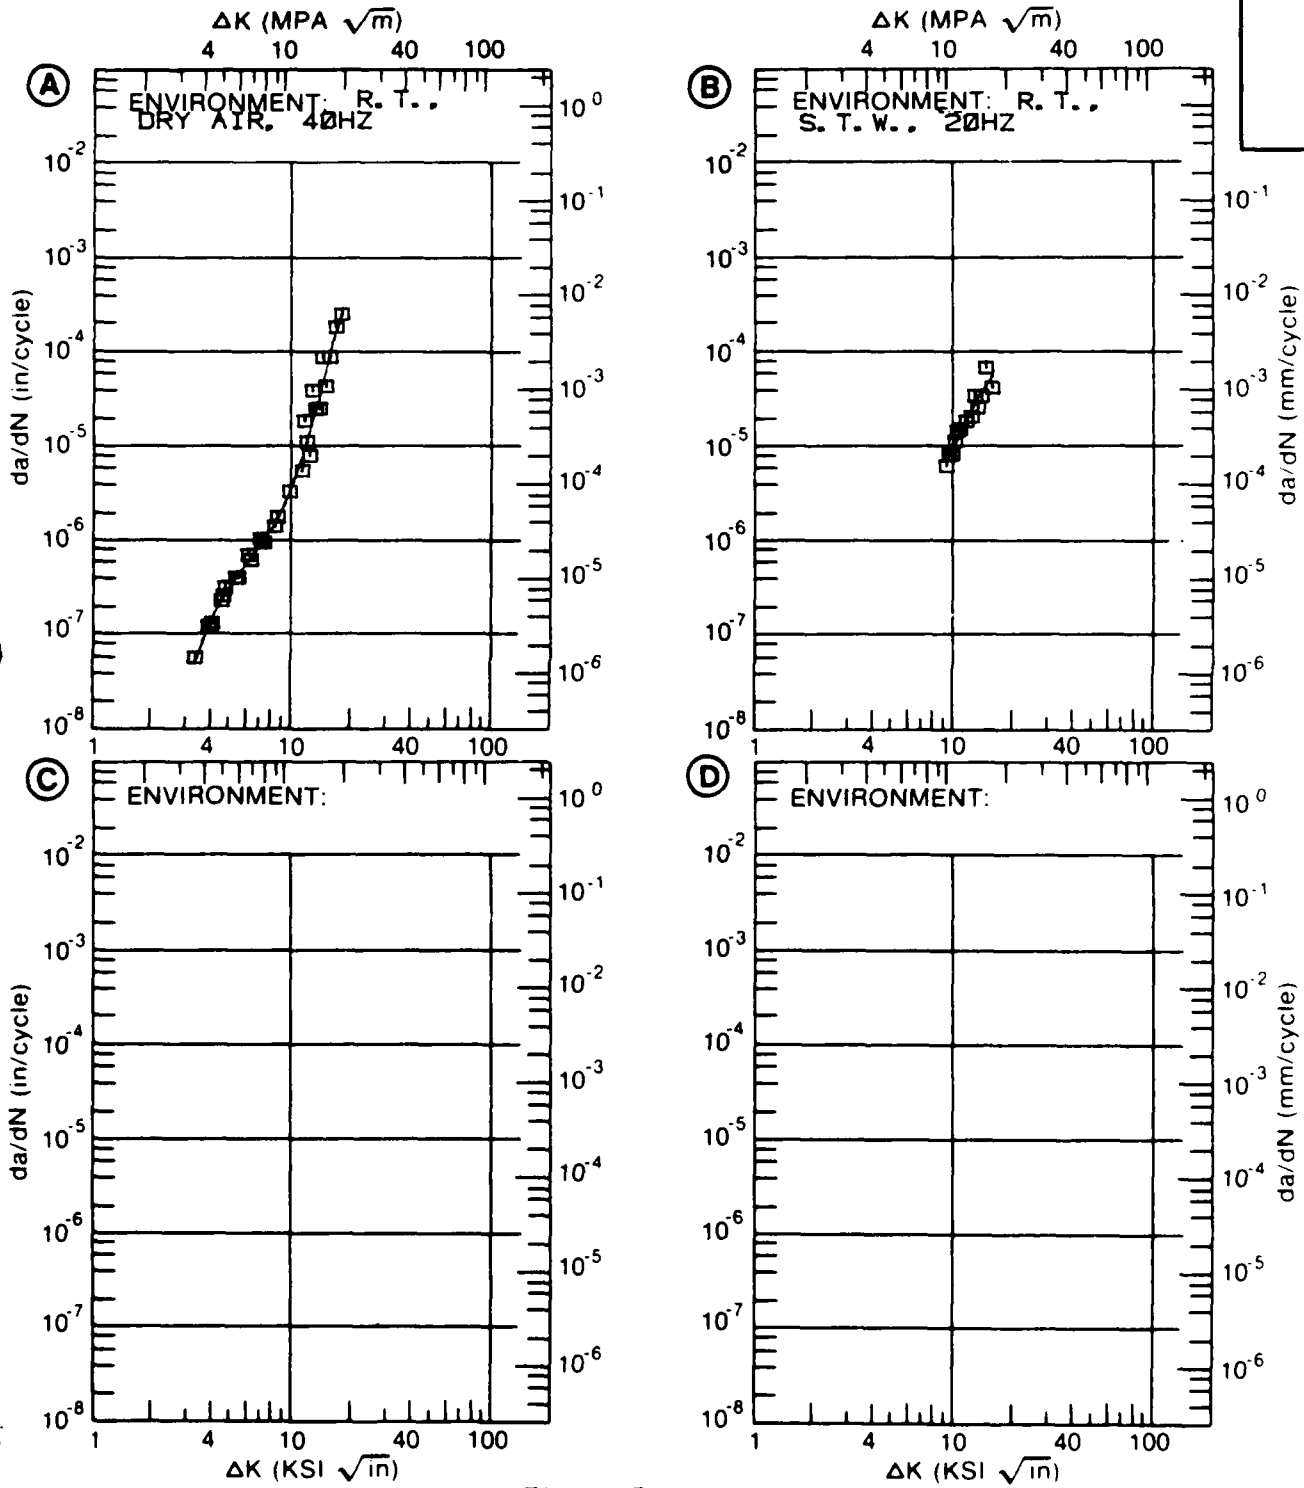 ΔK (MPA √m)
4 10 40 100
A
ENVIRONMENT: R. T.,
DRY AIR, 40HZ
10⁰
10⁻¹
10⁻²
10⁻³
10⁻⁴
10⁻⁵
10⁻⁶
10⁻²
10⁻³
10⁻⁴
10⁻⁵
10⁻⁶
10⁻⁷
10⁻⁸
da/dN (in/cycle)
1 4 10 40 100
ΔK (MPA √m)
4 10 40 100
B
ENVIRONMENT: R. T.,
S. T. W., 20HZ
10⁻²
10⁻³
10⁻⁴
10⁻⁵
10⁻⁶
10⁻⁷
10⁻⁸
10⁻¹
10⁻²
10⁻³
10⁻⁴
10⁻⁵
10⁻⁶
da/dN (mm/cycle)
1 4 10 40 100
C
ENVIRONMENT:
10⁻²
10⁻³
10⁻⁴
10⁻⁵
10⁻⁶
10⁻⁷
10⁻⁸
da/dN (in/cycle)
10⁰
10⁻¹
10⁻²
10⁻³
10⁻⁴
10⁻⁵
10⁻⁶
1 4 10 40 100
ΔK (KSI √in)
D
ENVIRONMENT:
10⁻²
10⁻³
10⁻⁴
10⁻⁵
10⁻⁶
10⁻⁷
10⁻⁸
10⁰
10⁻¹
10⁻²
10⁻³
10⁻⁴
10⁻⁵
10⁻⁶
da/dN (mm/cycle)
1 4 10 40 100
ΔK (KSI √in)